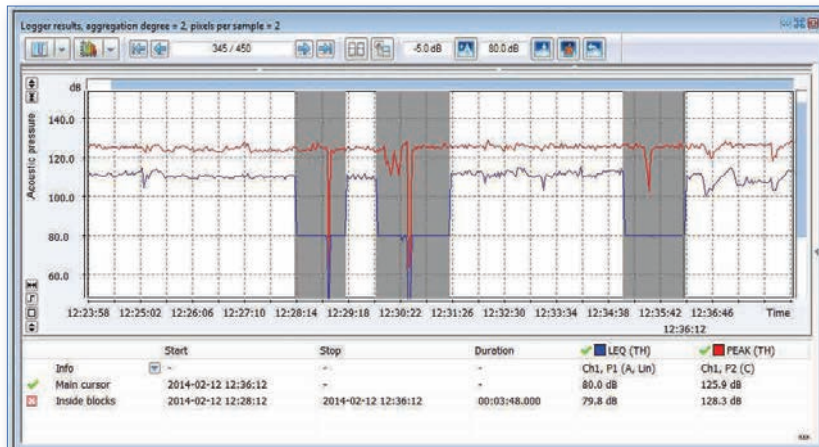 Logger results, aggregation degree = 2, pixels per sample = 2
345 / 450 -5.0 dB 80.0 dB
dB
Acoustic pressure
140.0
120.0
100.0
80.0
60.0
12:23:58 12:25:02 12:26:06 12:27:10 12:28:14 12:29:18 12:30:22 12:31:26 12:32:30 12:33:34 12:34:38 12:35:42 12:36:46 Time
12:36:12
Start Stop Duration LEQ (TH) PEAK (TH)
Info - - - Ch1, P1 (A, Lin) Ch1, P2 (C)
Main cursor 2014-02-12 12:36:12 - - 80.0 dB 125.9 dB
Inside blocks 2014-02-12 12:28:12 2014-02-12 12:36:12 00:03:48.000 79.8 dB 128.3 dB